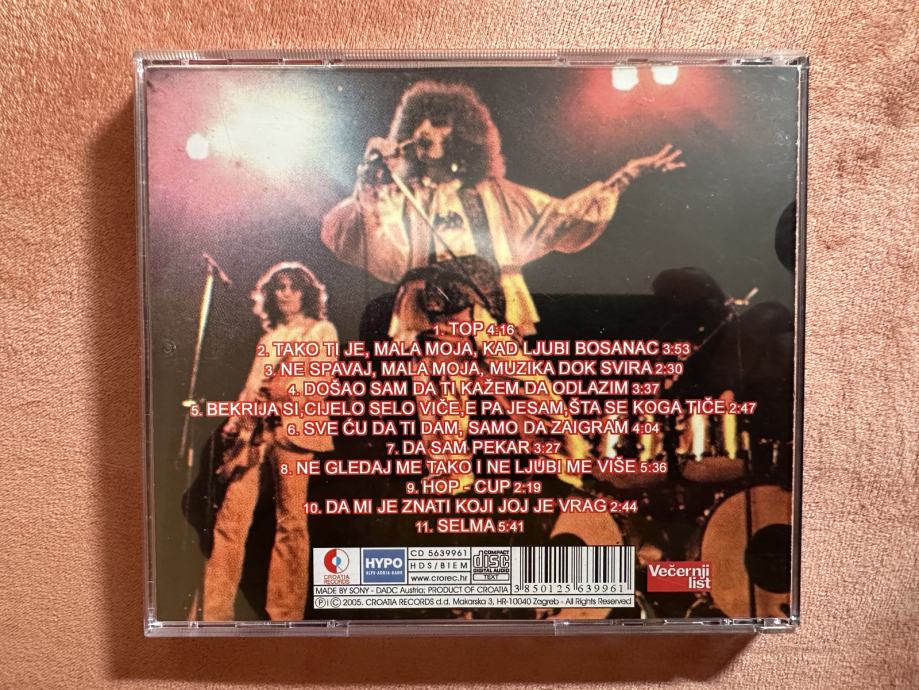 1. TOP 4:16
2. TAKO TI JE, MALA MOJA, KAD LJUBI BOSANAC 3:53
3. NE SPAVAJ, MALA MOJA, MUZIKA DOK SVIRA 2:30
4. DOŠAO SAM DA TI KAŽEM DA ODLAZIM 3:37
5. BEKRIJA SI,CIJELO SELO VIČE,E PA JESAM,ŠTA SE KOGA TIČE 2:47
6. SVE ĆU DA TI DAM, SAMO DA ZAIGRAM 4:04
7. DA SAM PEKAR 3:27
8. NE GLEDAJ ME TAKO I NE LJUBI ME VIŠE 5:36
9. HOP - CUP 2:19
10. DA MI JE ZNATI KOJI JOJ JE VRAG 2:44
11. SELMA 5:41
CROATIA
RECORDS
HYPO
ALPE-ADRIA-BANK
CD 5639961
HDS/BIEM
www.crorec.hr
COMPACT
disc
DIGITAL AUDIO
TEXT
MADE BY SONY - DADC Austria; PRODUCT OF CROATIA
3 850125 639961
Ⓟ Ⓒ 2005. CROATIA RECORDS d.d. Makarska 3, HR-10040 Zagreb - All Rights Reserved
Večernji
list